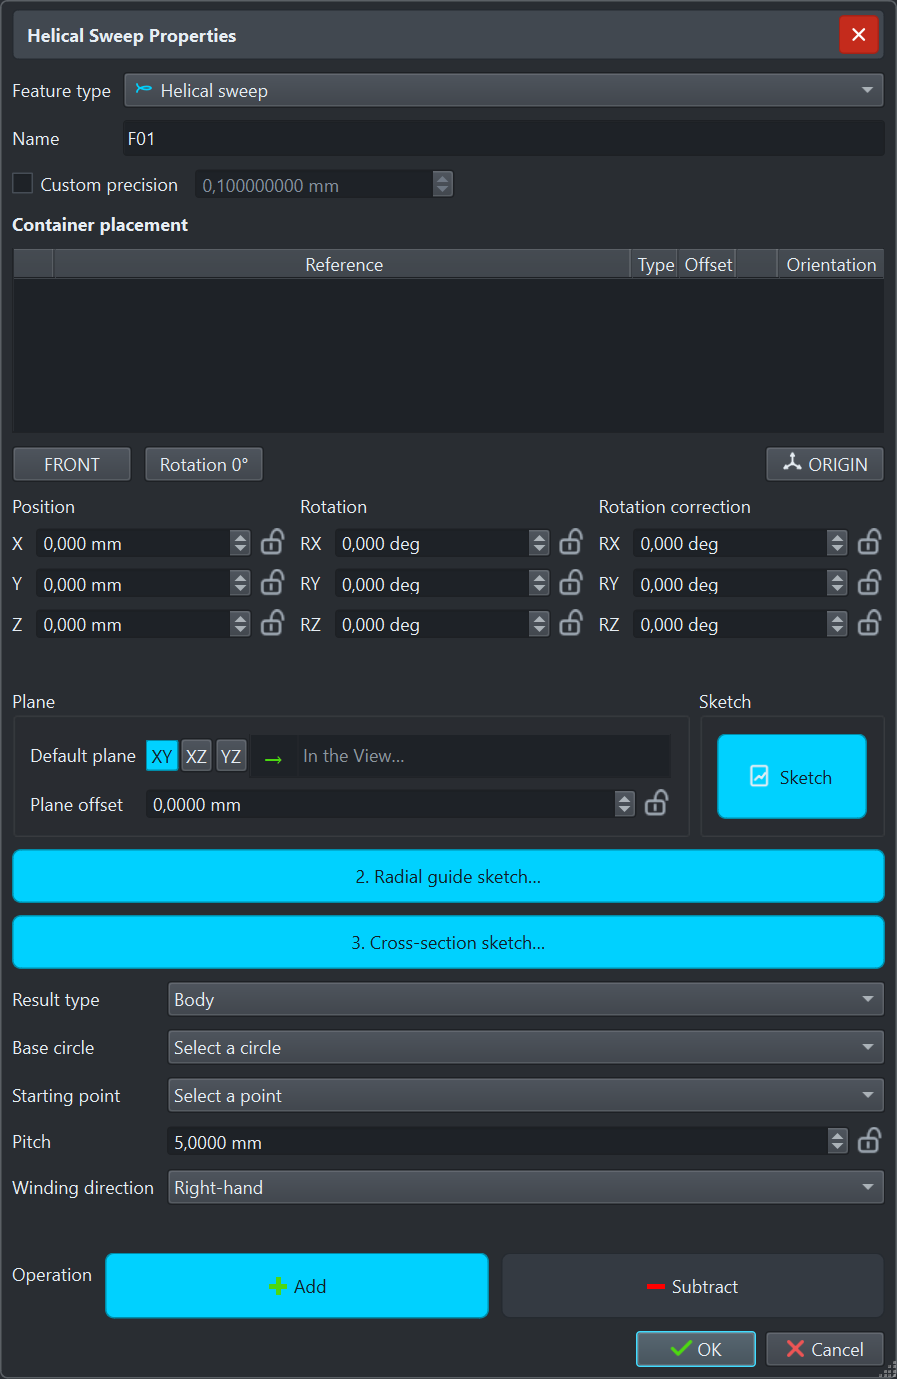 Helical Sweep Properties
Feature type Helical sweep
Name F01
Custom precision 0,100000000 mm
Container placement
Reference Type Offset Orientation
FRONT Rotation 0° ORIGIN
Position Rotation Rotation correction
X 0,000 mm RX 0,000 deg RX 0,000 deg
Y 0,000 mm RY 0,000 deg RY 0,000 deg
Z 0,000 mm RZ 0,000 deg RZ 0,000 deg
Plane Sketch
Default plane XY XZ YZ → In the View...
Sketch
Plane offset 0,0000 mm
2. Radial guide sketch...
3. Cross-section sketch...
Result type Body
Base circle Select a circle
Starting point Select a point
Pitch 5,0000 mm
Winding direction Right-hand
Operation Add Subtract
OK Cancel